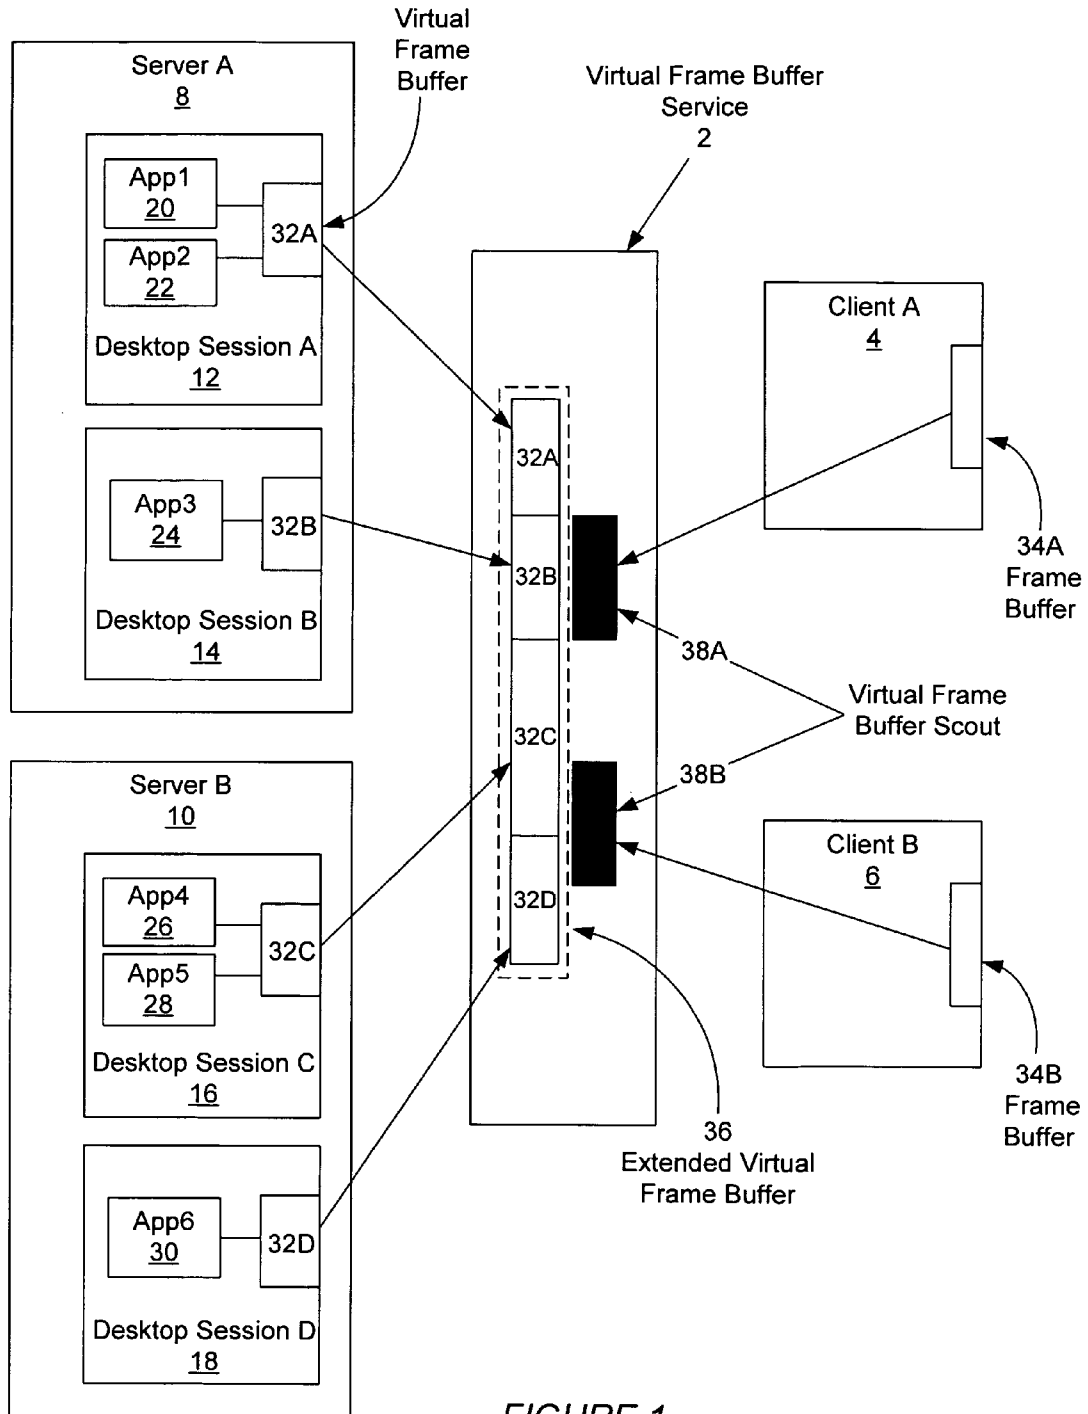 Virtual
Frame
Buffer
Server A
8
App1
20
App2
22
32A
Desktop Session A
12
App3
24
32B
Desktop Session B
14
Server B
10
App4
26
App5
28
32C
Desktop Session C
16
App6
30
32D
Desktop Session D
18
Virtual Frame Buffer
Service
2
32A
32B
32C
32D
38A
Virtual Frame
Buffer Scout
38B
36
Extended Virtual
Frame Buffer
Client A
4
34A
Frame
Buffer
Client B
6
34B
Frame
Buffer
FIGURE 1